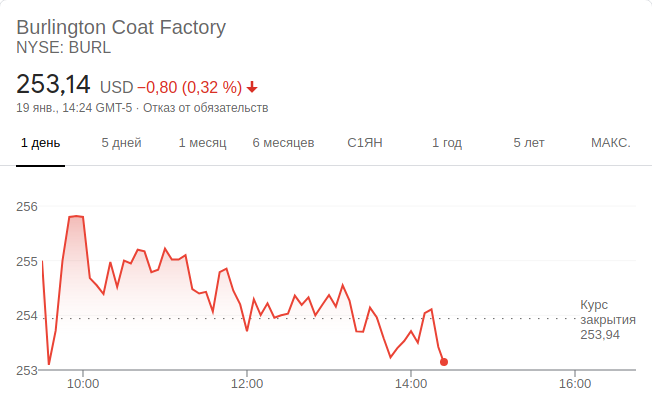 Burlington Coat Factory
NYSE: BURL
253,14 USD −0,80 (0,32 %)
19 янв., 14:24 GMT-5 · Отказ от обязательств
1 день 5 дней 1 месяц 6 месяцев С1ЯН 1 год 5 лет МАКС.
256
255
254
253
Курс
закрытия
253,94
10:00 12:00 14:00 16:00